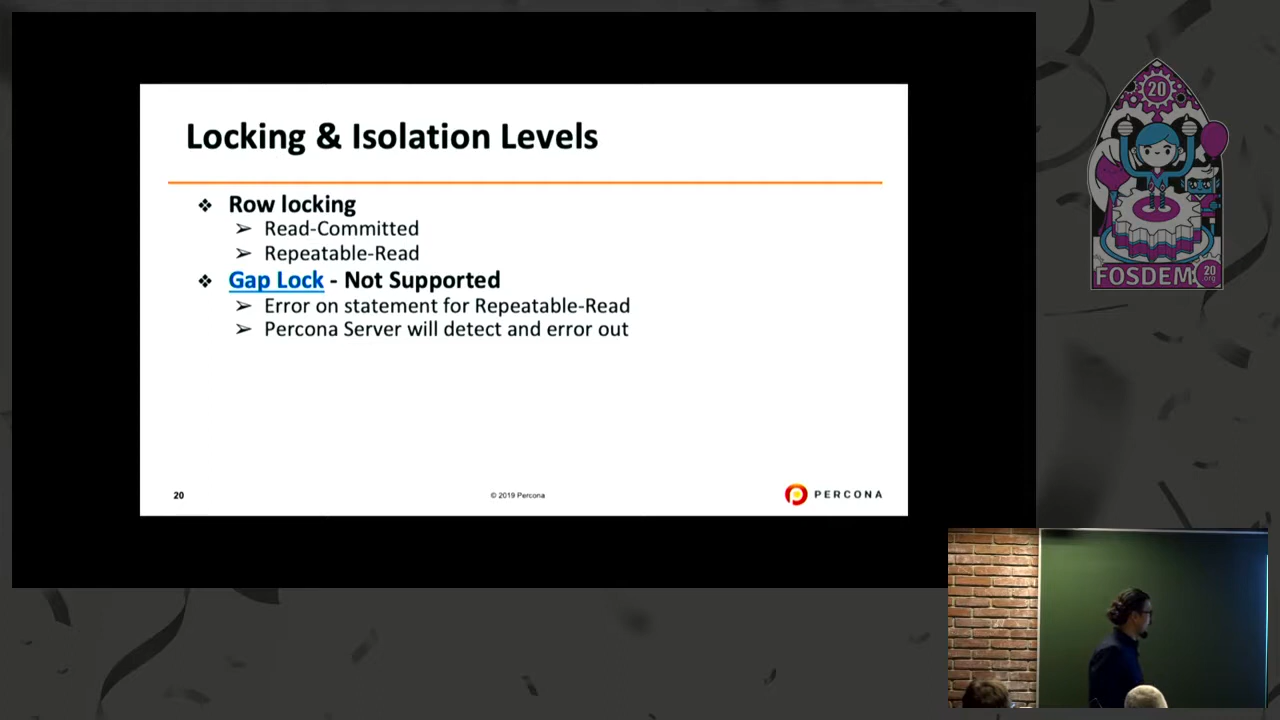 Locking & Isolation Levels
❖ Row locking
➢ Read-Committed
➢ Repeatable-Read
❖ Gap Lock - Not Supported
➢ Error on statement for Repeatable-Read
➢ Percona Server will detect and error out
20
© 2019 Percona
PERCONA
20
FOSDEM
20
.org